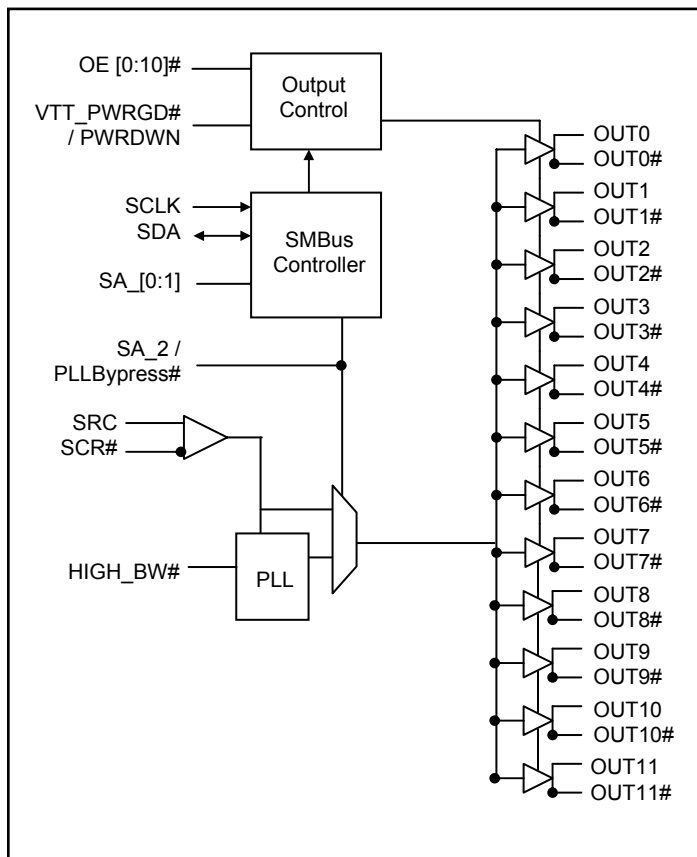 OE [0:10]#
VTT_PWRGD#
/ PWRDWN
Output
Control
SCLK
SDA
SA_[0:1]
SMBus
Controller
SA_2 /
PLLBypress#
SRC
SCR#
HIGH_BW#
PLL
OUT0
OUT0#
OUT1
OUT1#
OUT2
OUT2#
OUT3
OUT3#
OUT4
OUT4#
OUT5
OUT5#
OUT6
OUT6#
OUT7
OUT7#
OUT8
OUT8#
OUT9
OUT9#
OUT10
OUT10#
OUT11
OUT11#